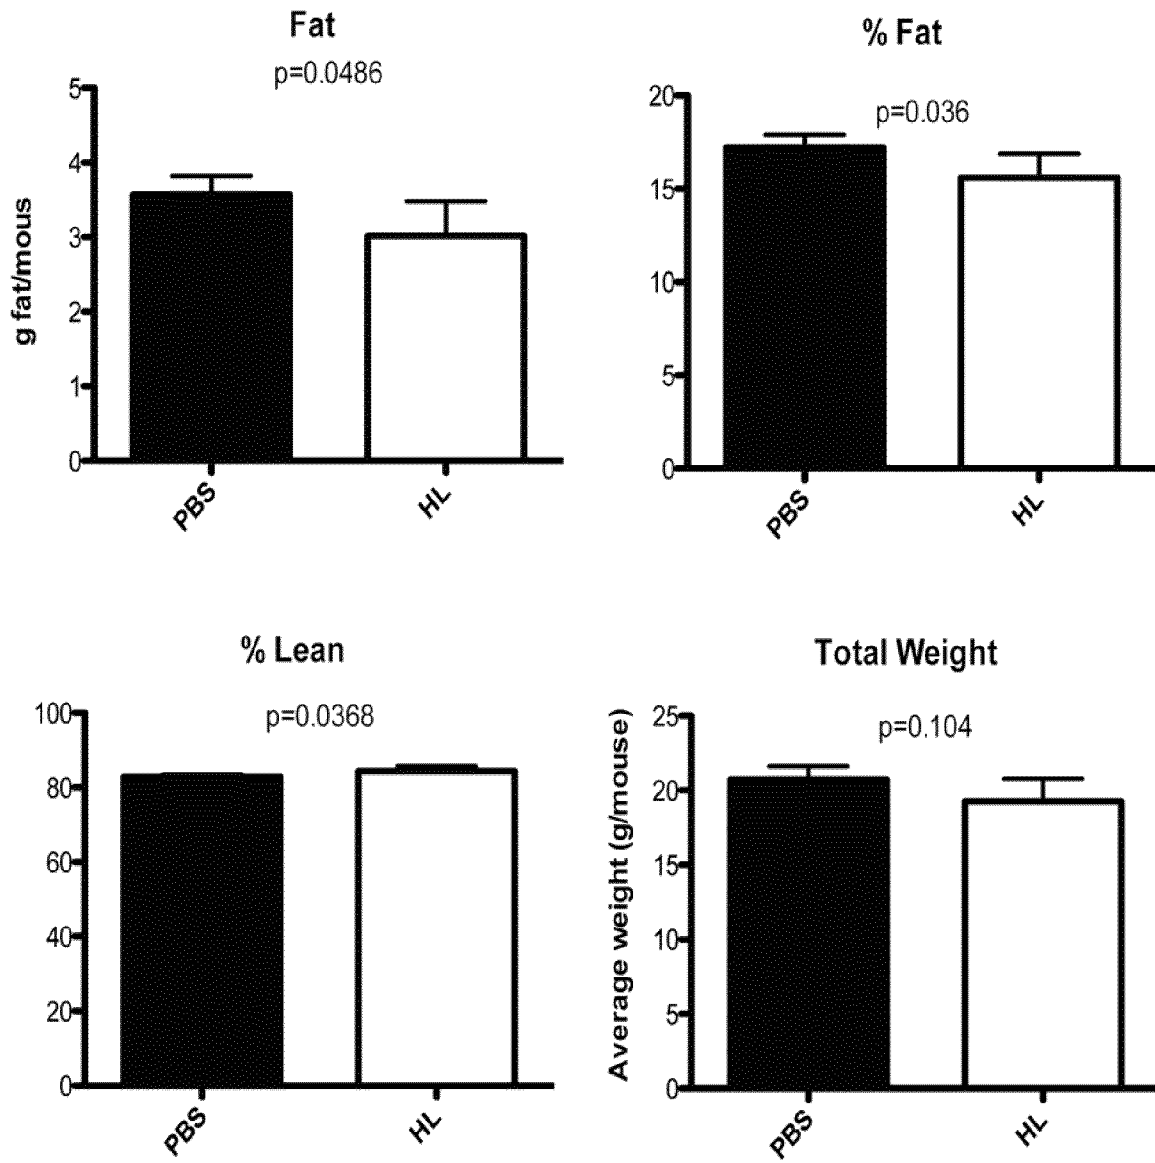 Fat
p=0.0486
g fat/mous
5
4
3
2
1
0
PBS
HL
% Fat
p=0.036
20
15
10
5
0
PBS
HL
% Lean
p=0.0368
100
80
60
40
20
0
PBS
HL
Total Weight
p=0.104
Average weight (g/mouse)
25
20
15
10
5
0
PBS
HL